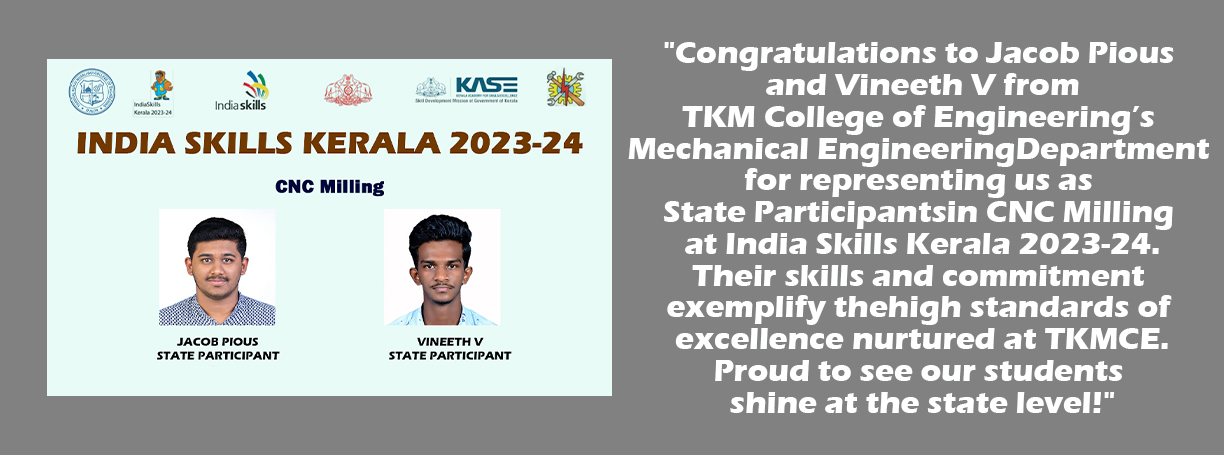 IndiaSkills
Kerala 2023-24
India skills
KASE
KERALA ACADEMY FOR SKILLS EXCELLENCE
Skill Development Mission of Government of Kerala
INDIA SKILLS KERALA 2023-24
CNC Milling
JACOB PIOUS
STATE PARTICIPANT
VINEETH V
STATE PARTICIPANT
"Congratulations to Jacob Pious
and Vineeth V from
TKM College of Engineering’s
Mechanical EngineeringDepartment
for representing us as
State Participantsin CNC Milling
at India Skills Kerala 2023-24.
Their skills and commitment
exemplify thehigh standards of
excellence nurtured at TKMCE.
Proud to see our students
shine at the state level!"